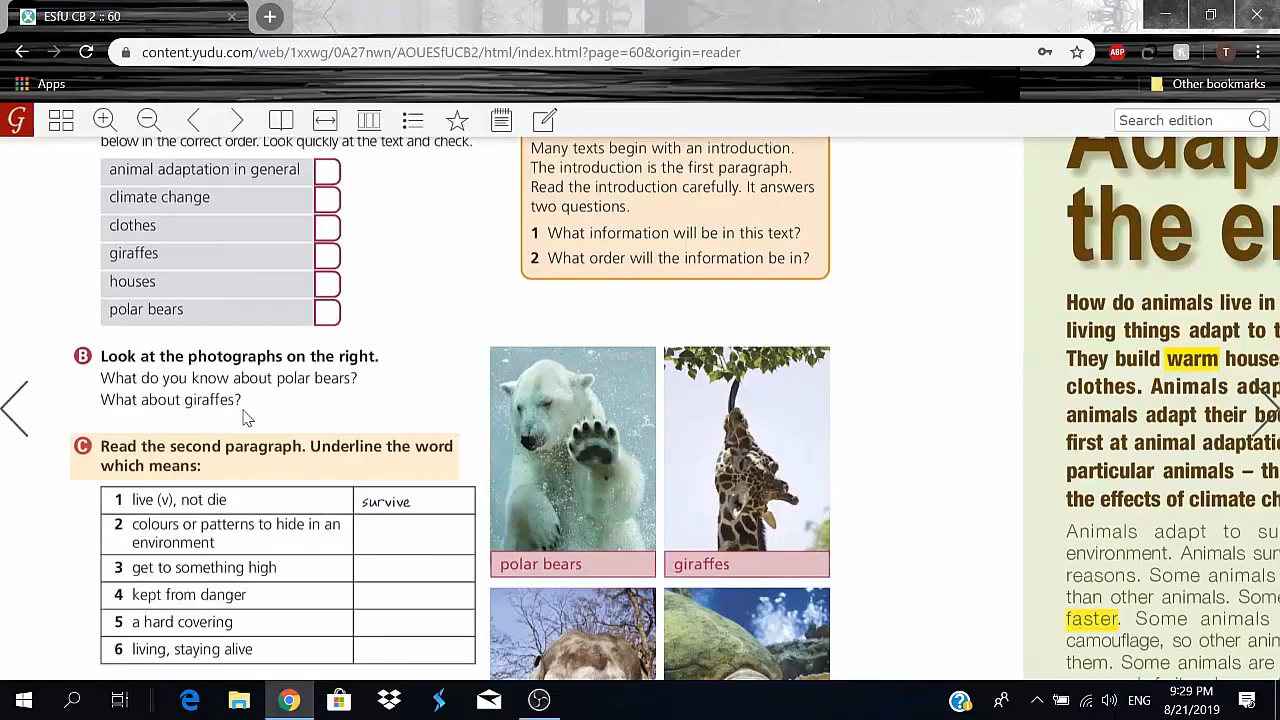 ESfU CB 2 :: 60
content.yudu.com/web/1xxwg/0A27nwn/AOUESfUCB2/html/index.html?page=60&origin=reader
ABP
T
Apps
Other bookmarks
G
Search edition
below in the correct order. Look quickly at the text and check.
animal adaptation in general
climate change
clothes
giraffes
houses
polar bears
Many texts begin with an introduction.
The introduction is the first paragraph.
Read the introduction carefully. It answers
two questions.
1 What information will be in this text?
2 What order will the information be in?
B Look at the photographs on the right.
What do you know about polar bears?
What about giraffes?
C Read the second paragraph. Underline the word
which means:
1 live (v), not die
survive
2 colours or patterns to hide in an
environment
3 get to something high
4 kept from danger
5 a hard covering
6 living, staying alive
polar bears
giraffes
Adap
the e
How do animals live in
living things adapt to t
They build warm house
clothes. Animals adap
animals adapt their bo
first at animal adaptatio
particular animals – th
the effects of climate ch
Animals adapt to su
environment. Animals sur
reasons. Some animals
than other animals. Som
faster. Some animals
camouflage, so other anim
them. Some animals are
ENG
9:29 PM
8/21/2019